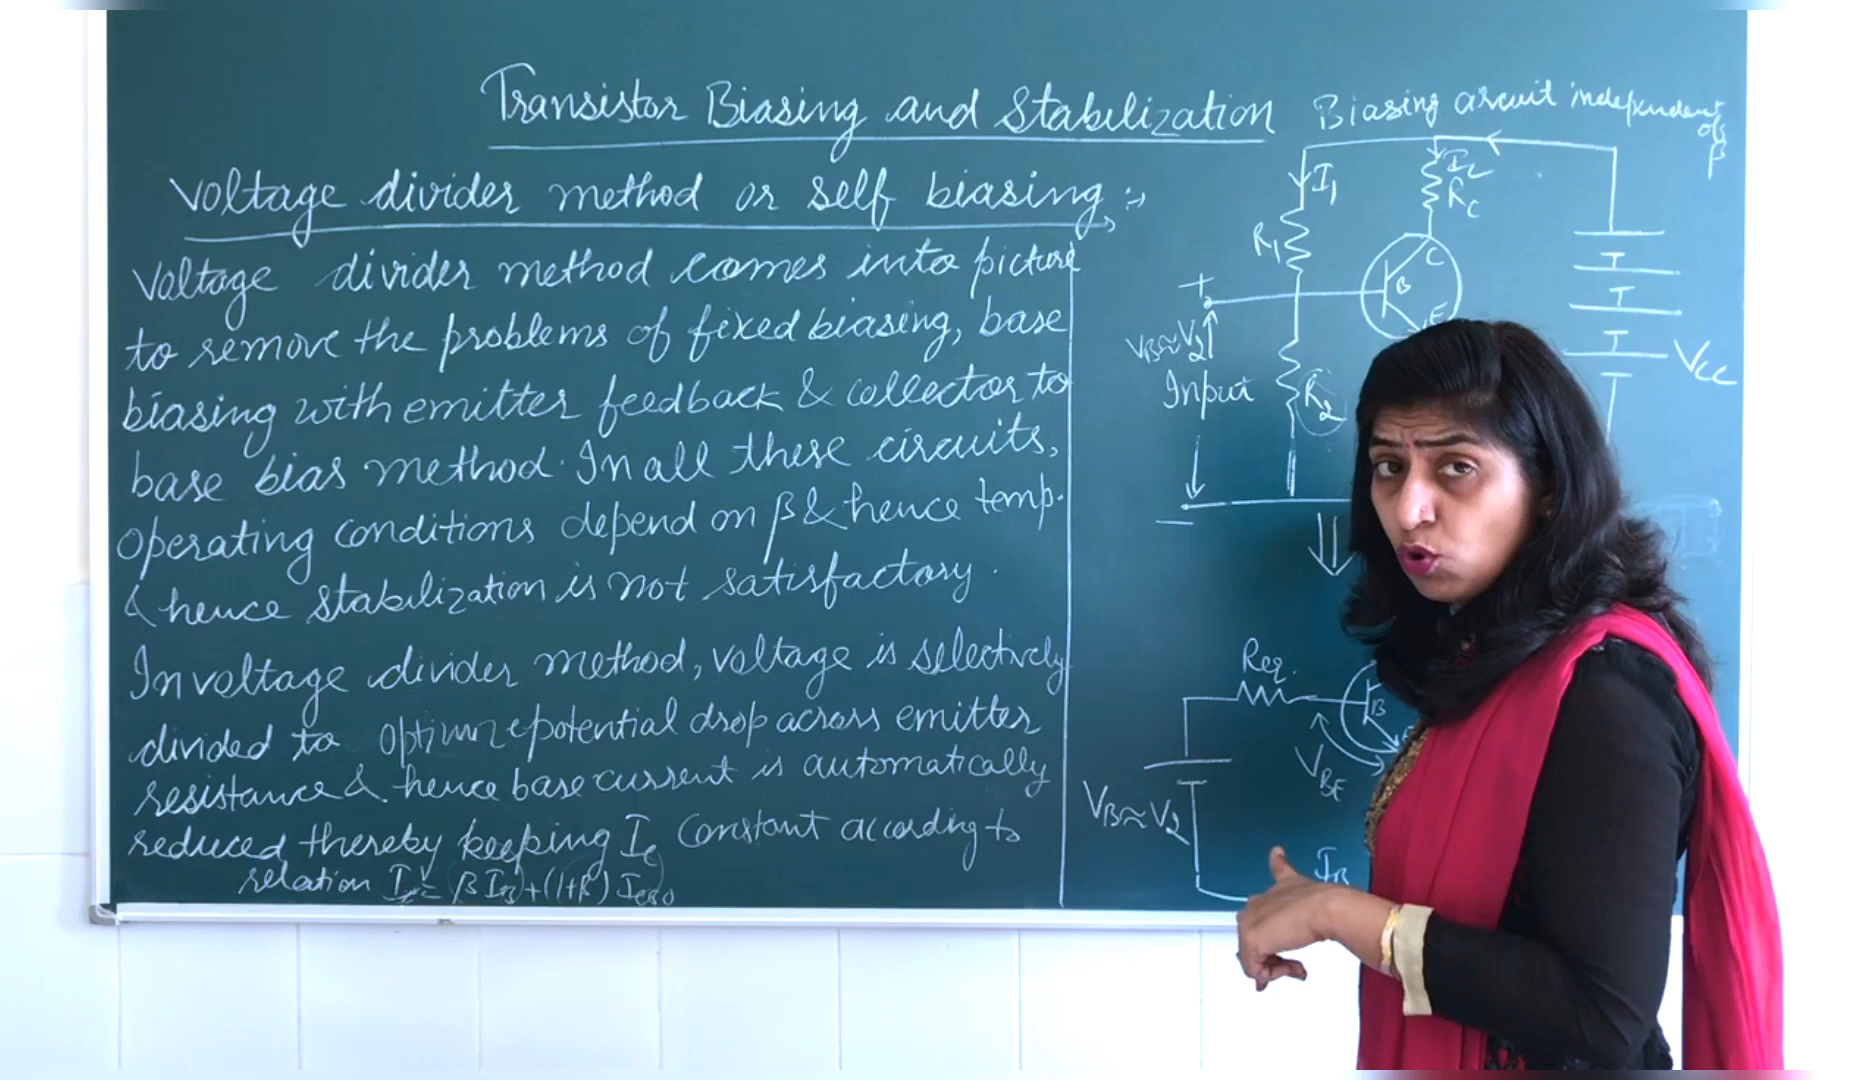 Transistor Biasing and Stabilization
Biasing circuit independent
of
β
Voltage divider method or self biasing :-
Voltage divider method comes into picture
to remove the problems of fixed biasing, base
biasing with emitter feedback & collector to
base bias method. In all these circuits,
operating conditions depend on β & hence temp.
& hence stabilization is not satisfactory.
In voltage divider method, voltage is selectively
divided to optimize potential drop across emitter
resistance & hence base current is automatically
reduced thereby keeping Ic constant according to
relation Ic = βIB + (1+β) ICBO
I1
IC
RC
R1
C
B
E
+
VB≈V2
Input
R2
VCC
−
Req.
B
VBE
VB≈V2
IB